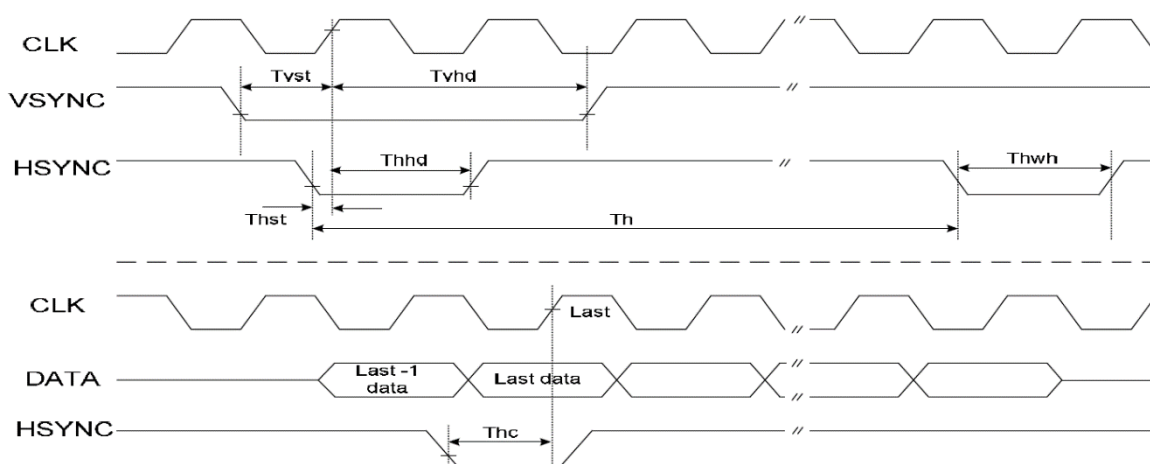 CLK
Tvst Tvhd
VSYNC
HSYNC Thhd Thwh
Thst Th
CLK Last
DATA Last -1 data Last data
HSYNC Thc